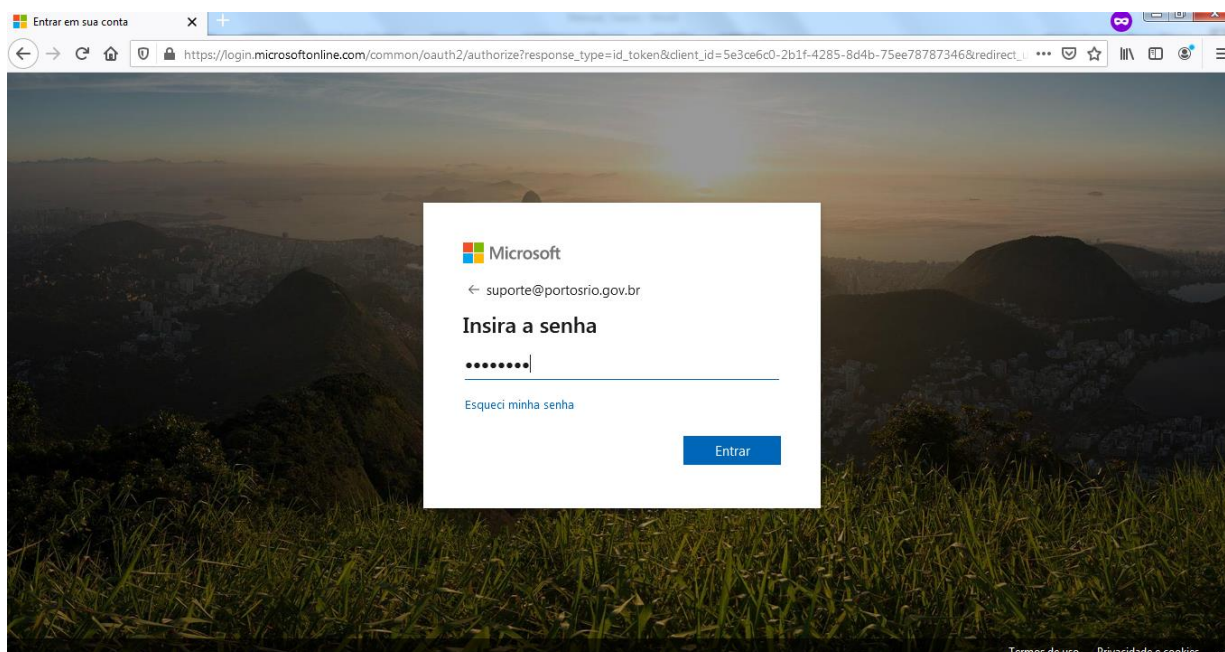 Entrar em sua conta
https://login.microsoftonline.com/common/oauth2/authorize?response_type=id_token&client_id=5e3ce6c0-2b1f-4285-8d4b-75ee78787346&redirect_u
Microsoft
← suporte@portosrio.gov.br
Insira a senha
••••••••
Esqueci minha senha
Entrar
Termos de uso Privacidade e cookies